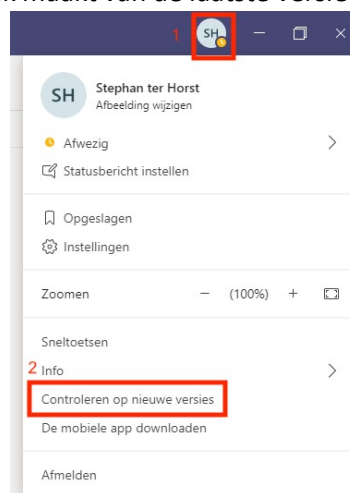 k maakt van de laatste versie
1 SH
SH Stephan ter Horst
Afbeelding wijzigen
Afwezig
Statusbericht instellen
Opgeslagen
Instellingen
Zoomen − (100%) +
Sneltoetsen
2 Info
Controleren op nieuwe versies
De mobiele app downloaden
Afmelden